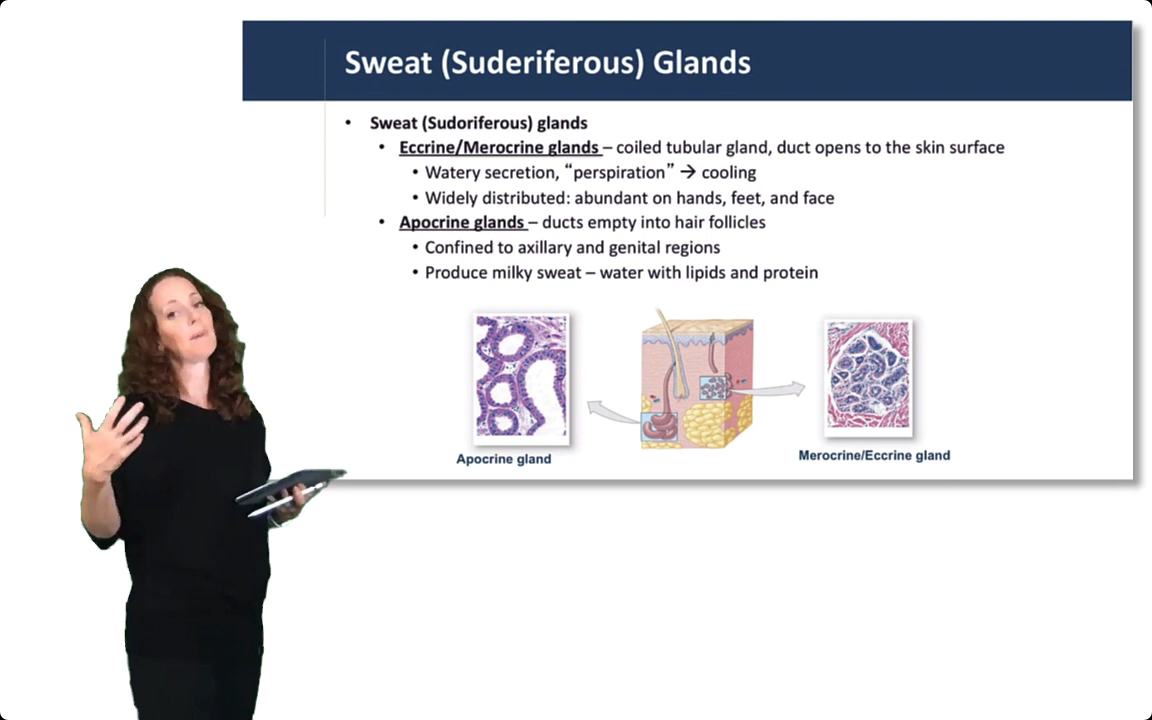 Sweat (Suderiferous) Glands
• Sweat (Sudoriferous) glands
• Eccrine/Merocrine glands – coiled tubular gland, duct opens to the skin surface
• Watery secretion, “perspiration” → cooling
• Widely distributed: abundant on hands, feet, and face
• Apocrine glands – ducts empty into hair follicles
• Confined to axillary and genital regions
• Produce milky sweat – water with lipids and protein
Apocrine gland
Merocrine/Eccrine gland